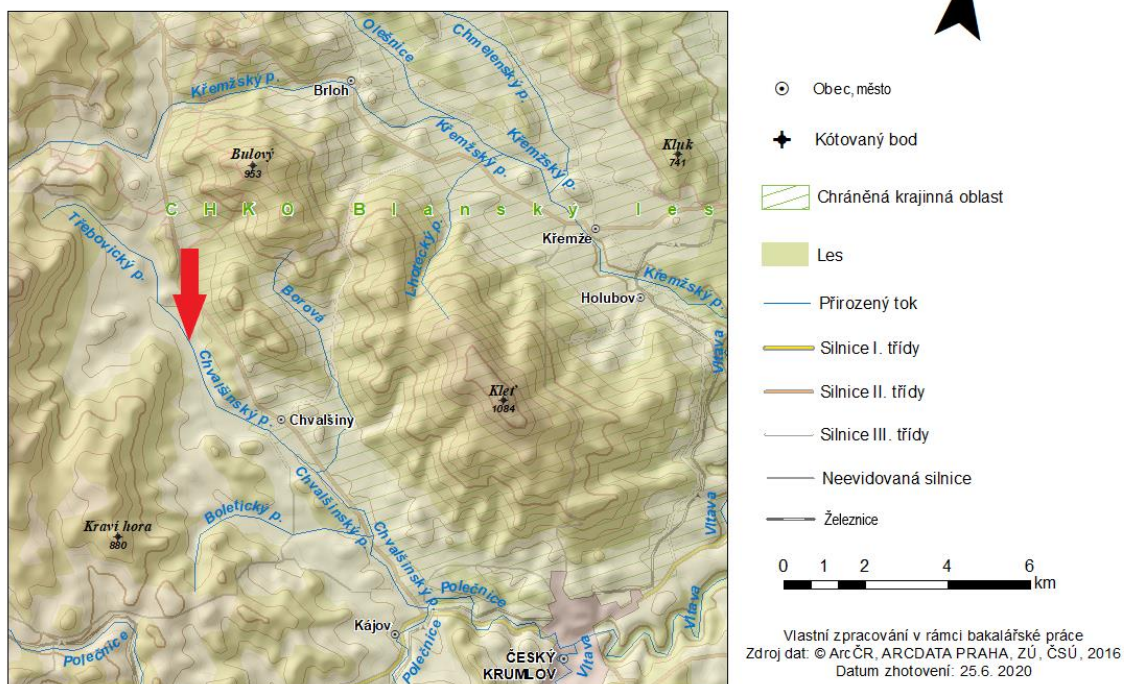 Olešnice
Chmelenský p.
Křemžský p.
Brloh
Křemžský p.
Křemžský p.
Kluk
741
Bulový
953
CHKO Blanský les
Třebovický p.
Lhotecký p.
Křemže
Borová
Holubov
Křemžský p.
Vltava
Chvalšinský p.
Kleť
1084
Chvalšiny
Chvalšinský p.
Boletický p.
Vltava
Kraví hora
880
Chvalšinský p.
Polečnice
Vltava
Kájov
Polečnice
Polečnice
Vltava
ČESKÝ
KRUMLOV
Obec, město
Kótovaný bod
Chráněná krajinná oblast
Les
Přirozený tok
Silnice I. třídy
Silnice II. třídy
Silnice III. třídy
Neevidovaná silnice
Železnice
0 1 2 4 6
km
Vlastní zpracování v rámci bakalářské práce
Zdroj dat: © ArcČR, ARCDATA PRAHA, ZÚ, ČSÚ, 2016
Datum zhotovení: 25.6. 2020